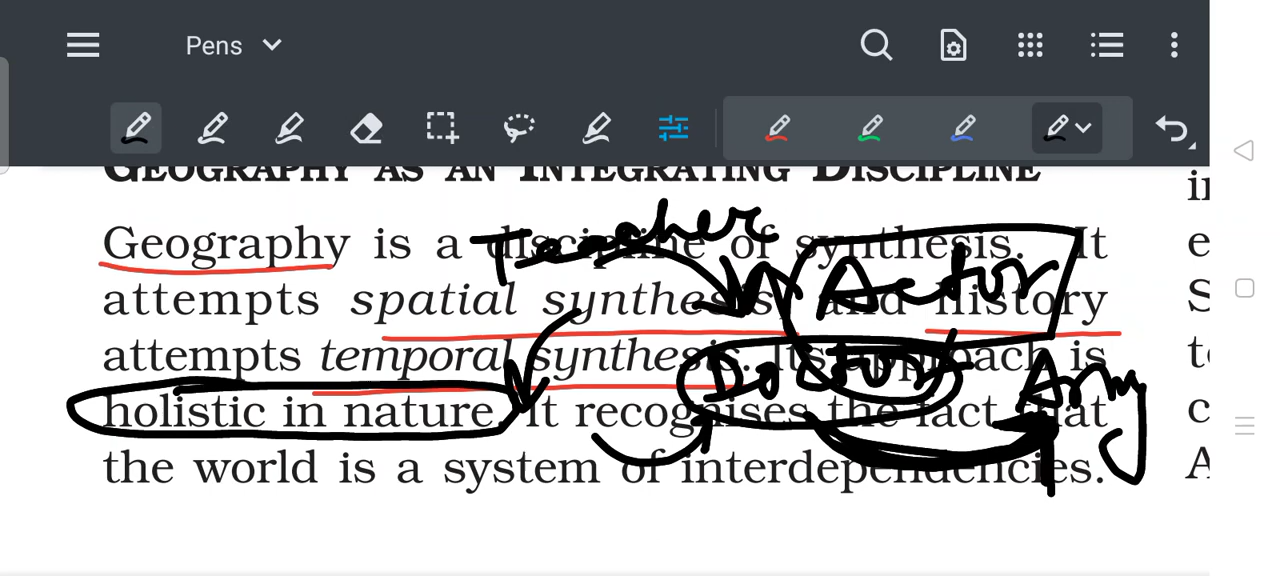 Pens
GEOGRAPHY AS AN INTEGRATING DISCIPLINE
Geography is a discipline of synthesis. It
attempts spatial synthesis, and history
attempts temporal synthesis. Its approach is
holistic in nature. It recognises the fact that
the world is a system of interdependencies.
Teacher
Actor
Army